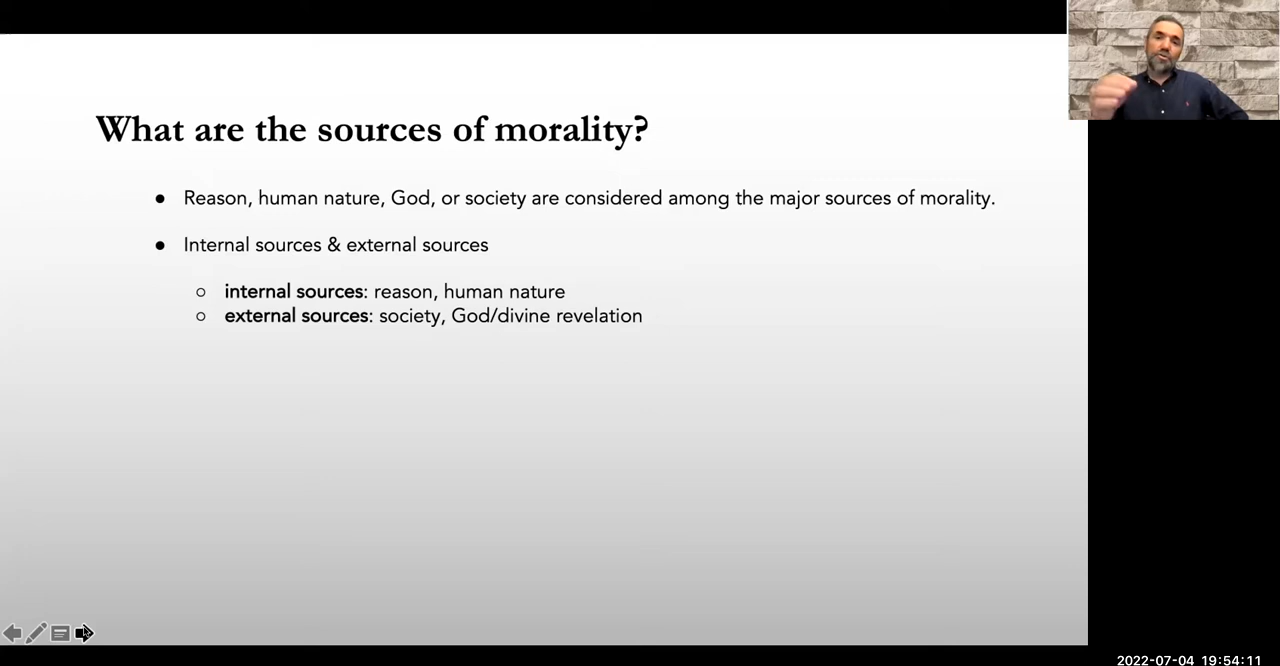 What are the sources of morality?
● Reason, human nature, God, or society are considered among the major sources of morality.
● Internal sources & external sources
○ internal sources: reason, human nature
○ external sources: society, God/divine revelation
2022-07-04 19:54:11